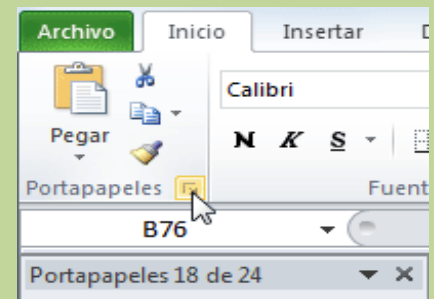 Archivo Inicio Insertar
Calibri
Pegar N K S
Portapapeles Fuent
B76
Portapapeles 18 de 24